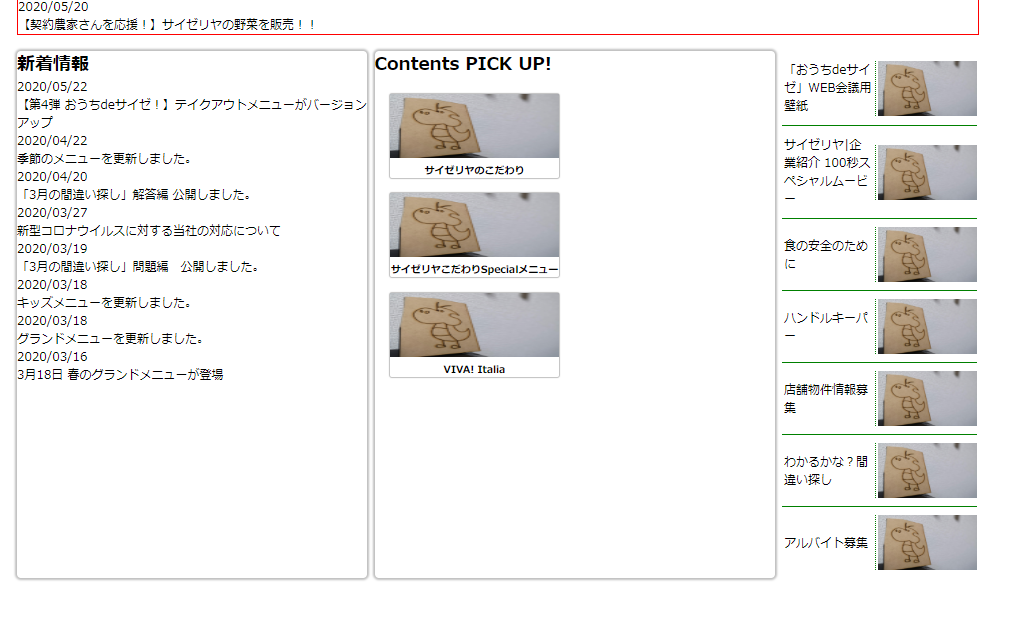 2020/05/20
【契約農家さんを応援！】サイゼリヤの野菜を販売！！
新着情報
2020/05/22
【第4弾 おうちdeサイゼ！】テイクアウトメニューがバージョン
アップ
2020/04/22
季節のメニューを更新しました。
2020/04/20
「3月の間違い探し」解答編 公開しました。
2020/03/27
新型コロナウイルスに対する当社の対応について
2020/03/19
「3月の間違い探し」問題編　公開しました。
2020/03/18
キッズメニューを更新しました。
2020/03/18
グランドメニューを更新しました。
2020/03/16
3月18日 春のグランドメニューが登場
Contents PICK UP!
サイゼリヤのこだわり
サイゼリヤこだわりSpecialメニュー
VIVA! Italia
「おうちdeサイ
ゼ」WEB会議用
壁紙
サイゼリヤ|企
業紹介 100秒ス
ペシャルムービ
ー
食の安全のため
に
ハンドルキーパ
ー
店舗物件情報募
集
わかるかな？間
違い探し
アルバイト募集